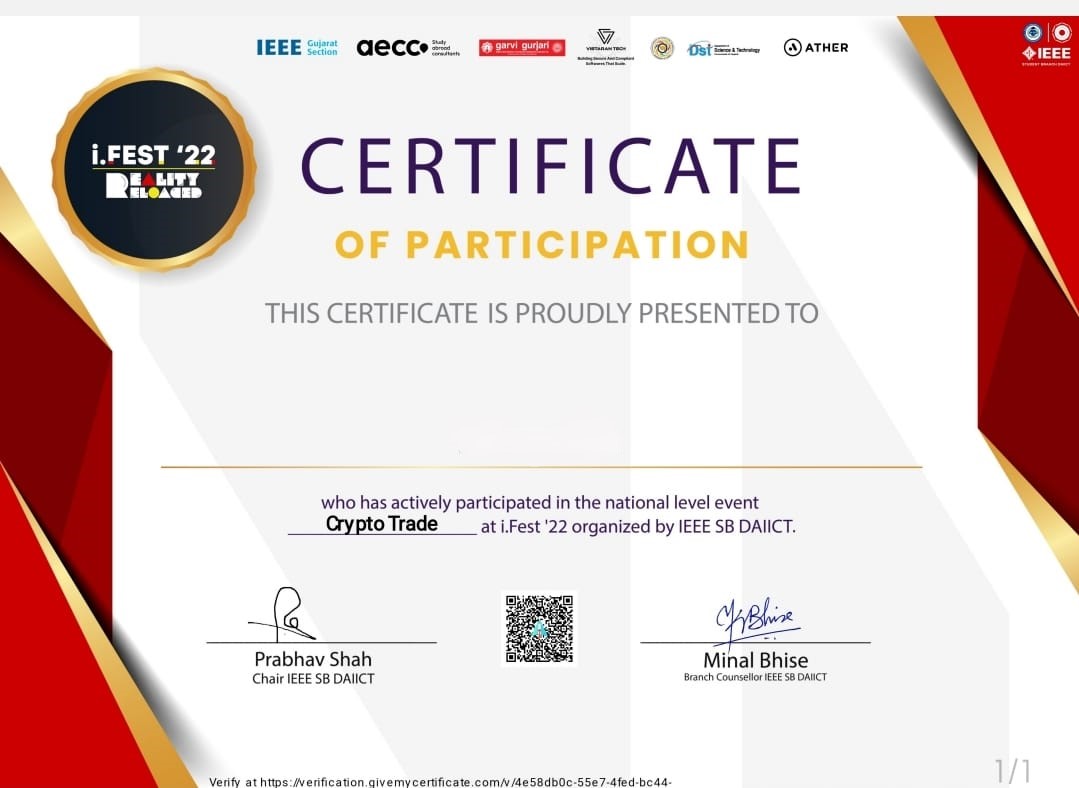 IEEE Gujarat Section
aecc Study abroad consultants
garvi gurjari
VISTARAN TECH
Building Secure And Compliant
Softwares That Scale.
Dst Science & Technology
ATHER
IEEE
STUDENT BRANCH DAIICT
i.FEST ‘22
REALITY
RELOADED
CERTIFICATE
OF PARTICIPATION
THIS CERTIFICATE IS PROUDLY PRESENTED TO
who has actively participated in the national level event
Crypto Trade at i.Fest '22 organized by IEEE SB DAIICT.
Prabhav Shah
Chair IEEE SB DAIICT
Minal Bhise
Branch Counsellor IEEE SB DAIICT
Verify at https://verification.givemycertificate.com/v/4e58db0c-55e7-4fed-bc44-
1/1